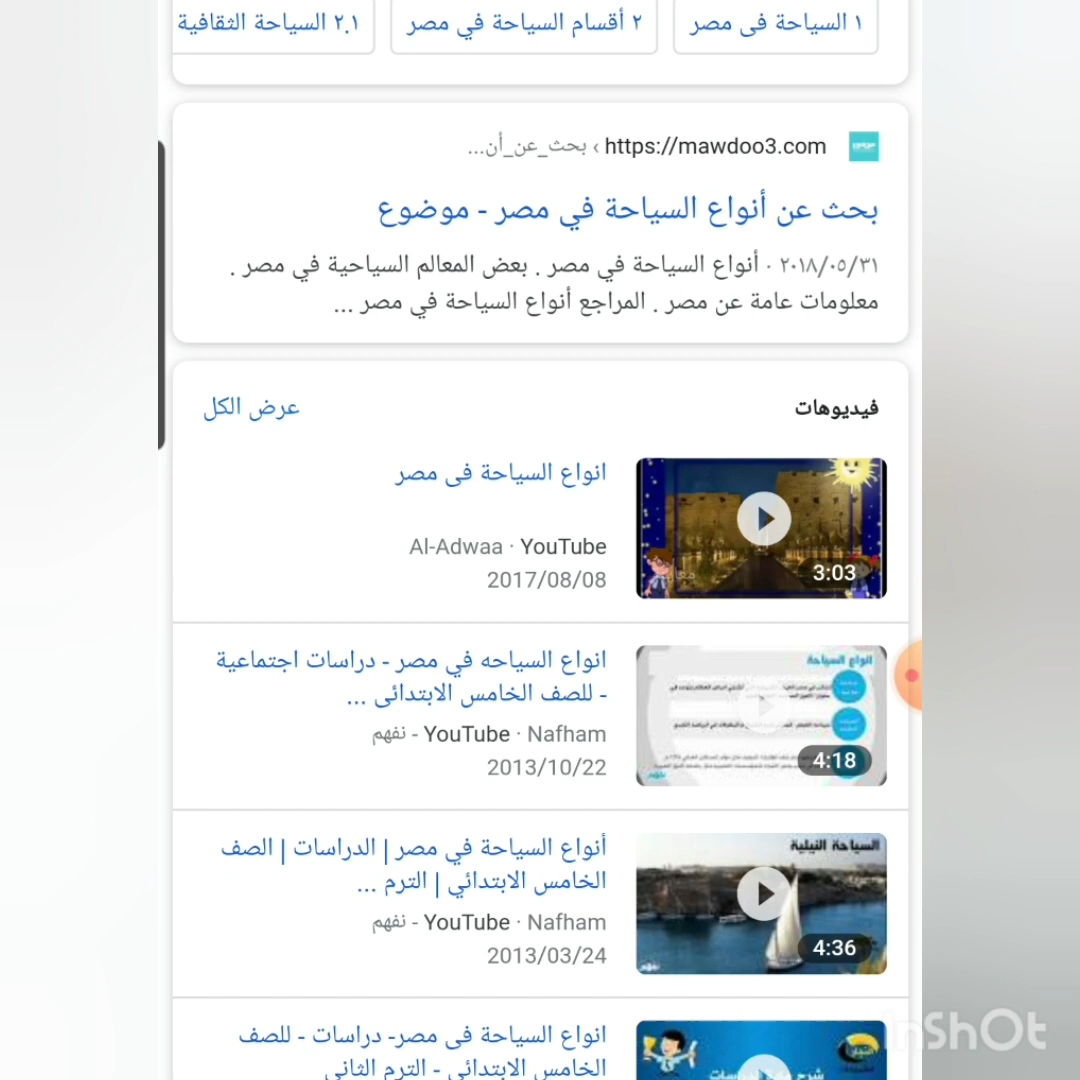 ١ السياحة فى مصر
٢ أقسام السياحة في مصر
٢.١ السياحة الثقافية
https://mawdoo3.com › بحث_عن_أن...
بحث عن أنواع السياحة في مصر - موضوع
٢٠١٨/٠٥/٣١ · أنواع السياحة في مصر . بعض المعالم السياحية في مصر .
معلومات عامة عن مصر . المراجع أنواع السياحة في مصر ...
فيديوهات
عرض الكل
انواع السياحة فى مصر
Al-Adwaa · YouTube
2017/08/08
3:03
انواع السياحه في مصر - دراسات اجتماعية
- للصف الخامس الابتدائى ...
نفهم - YouTube · Nafham
2013/10/22
انواع السياحة
4:18
أنواع السياحة في مصر | الدراسات | الصف
الخامس الابتدائي | الترم ...
نفهم - YouTube · Nafham
2013/03/24
السياحة النيلية
4:36
نفهم
انواع السياحة فى مصر- دراسات - للصف
الخامس الابتدائى - الترم الثانى
InShOt